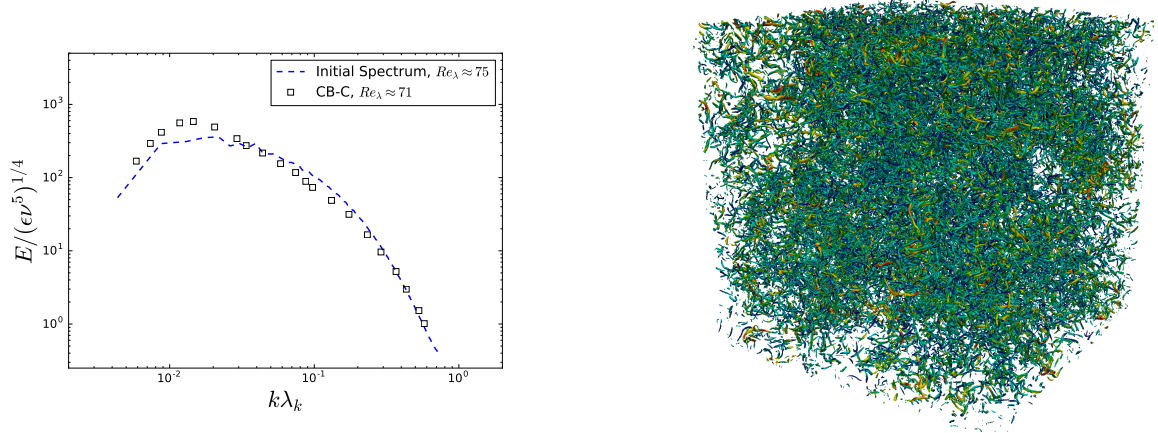 Initial Spectrum, Re_λ ≈ 75
CB-C, Re_λ ≈ 71
10^3
10^2
10^1
10^0
E/(ϵν^5)^{1/4}
10^-2
10^-1
10^0
kλ_k